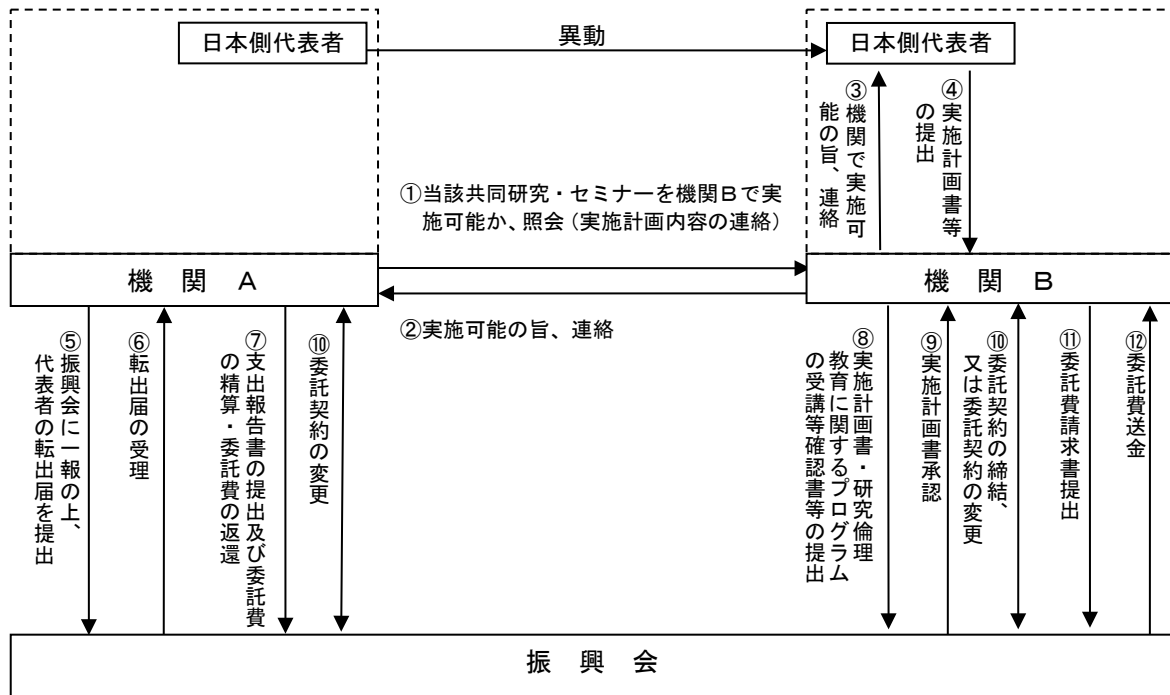 日本側代表者
異動
日本側代表者
③機関で実施可
能の旨、連絡
④実施計画書等
の提出
①当該共同研究・セミナーを機関Bで実
施可能か、照会（実施計画内容の連絡）
機 関 A
機 関 B
②実施可能の旨、連絡
⑤振興会に一報の上、
代表者の転出届を提出
⑥転出届の受理
⑦支出報告書の提出及び委託費
の精算・委託費の返還
⑩委託契約の変更
⑧実施計画書・研究倫理
教育に関するプログラム
の受講等確認書等の提出
⑨実施計画書承認
⑩委託契約の締結、
又は委託契約の変更
⑪委託費請求書提出
⑫委託費送金
振 興 会